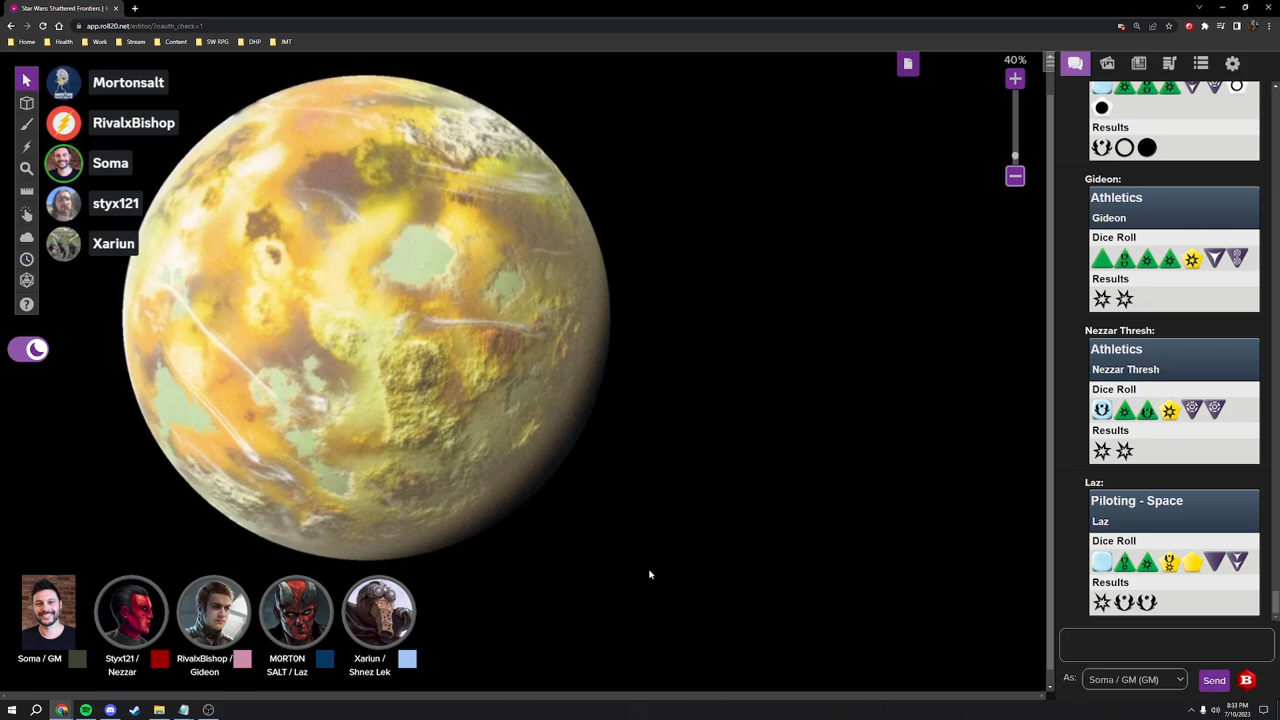 Star Wars: Shattered Frontiers | R
app.roll20.net/editor/?oauth_check=1
Home
Health
Work
Stream
Content
SW RPG
DHP
JMT
Mortonsalt
RivalxBishop
Soma
styx121
Xariun
40%
Results
Gideon:
Athletics
Gideon
Dice Roll
Results
Nezzar Thresh:
Athletics
Nezzar Thresh
Dice Roll
Results
Laz:
Piloting - Space
Laz
Dice Roll
Results
Soma / GM
Styx121 /
Nezzar
RivalxBishop /
Gideon
M0RT0N
SALT / Laz
Xariun /
Shnez Lek
As:
Soma / GM (GM)
Send
8:33 PM
7/10/2023